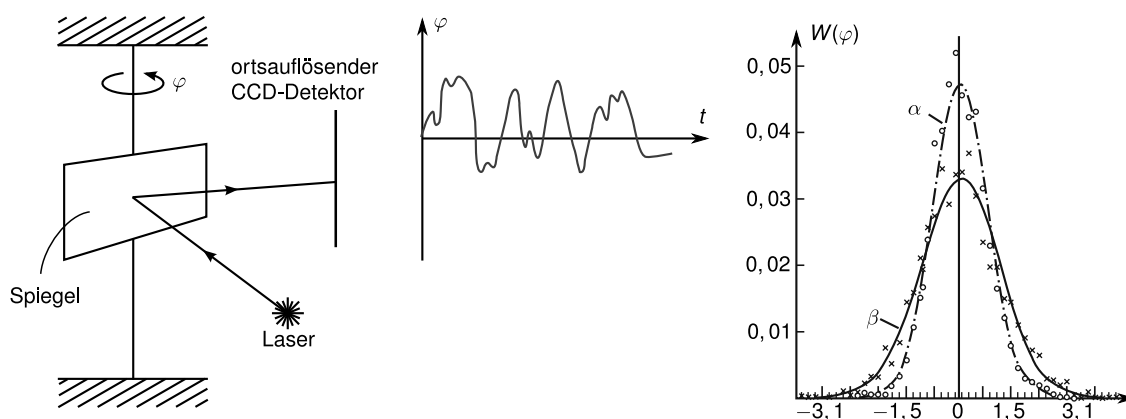 φ
ortsauflösender
CCD-Detektor
Spiegel
Laser
φ
t
W(φ)
0,05
0,04
0,03
0,02
0,01
α
β
−3,1 −1,5 0 1,5 3,1